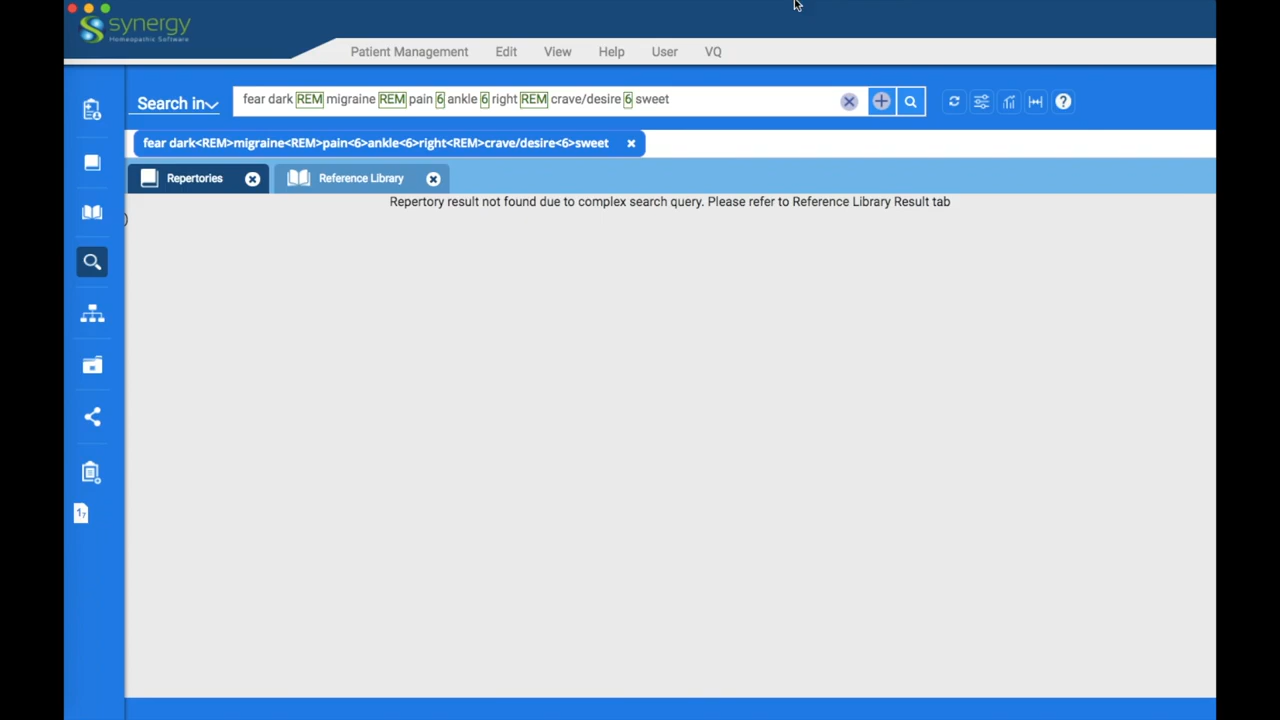 synergy
Homeopathic Software
Patient Management Edit View Help User VQ
Search in fear dark REM migraine REM pain 6 ankle 6 right REM crave/desire 6 sweet
fear dark<REM>migraine<REM>pain<6>ankle<6>right<REM>crave/desire<6>sweet
Repertories Reference Library
Repertory result not found due to complex search query. Please refer to Reference Library Result tab
)
17